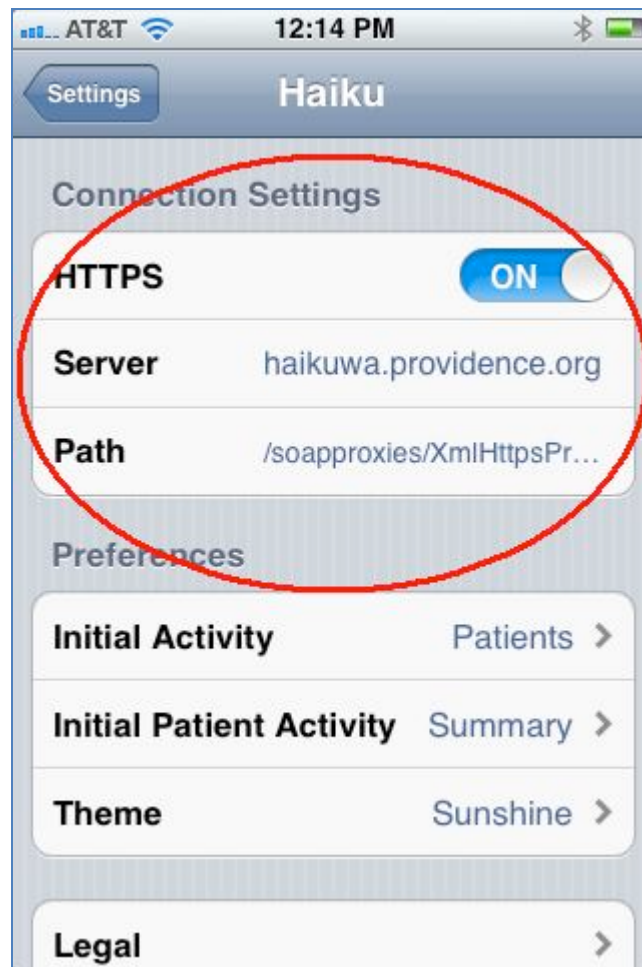 AT&T 12:14 PM
Settings Haiku
Connection Settings
HTTPS ON
Server haikuwa.providence.org
Path /soapproxies/XmlHttpsPr...
Preferences
Initial Activity Patients
Initial Patient Activity Summary
Theme Sunshine
Legal